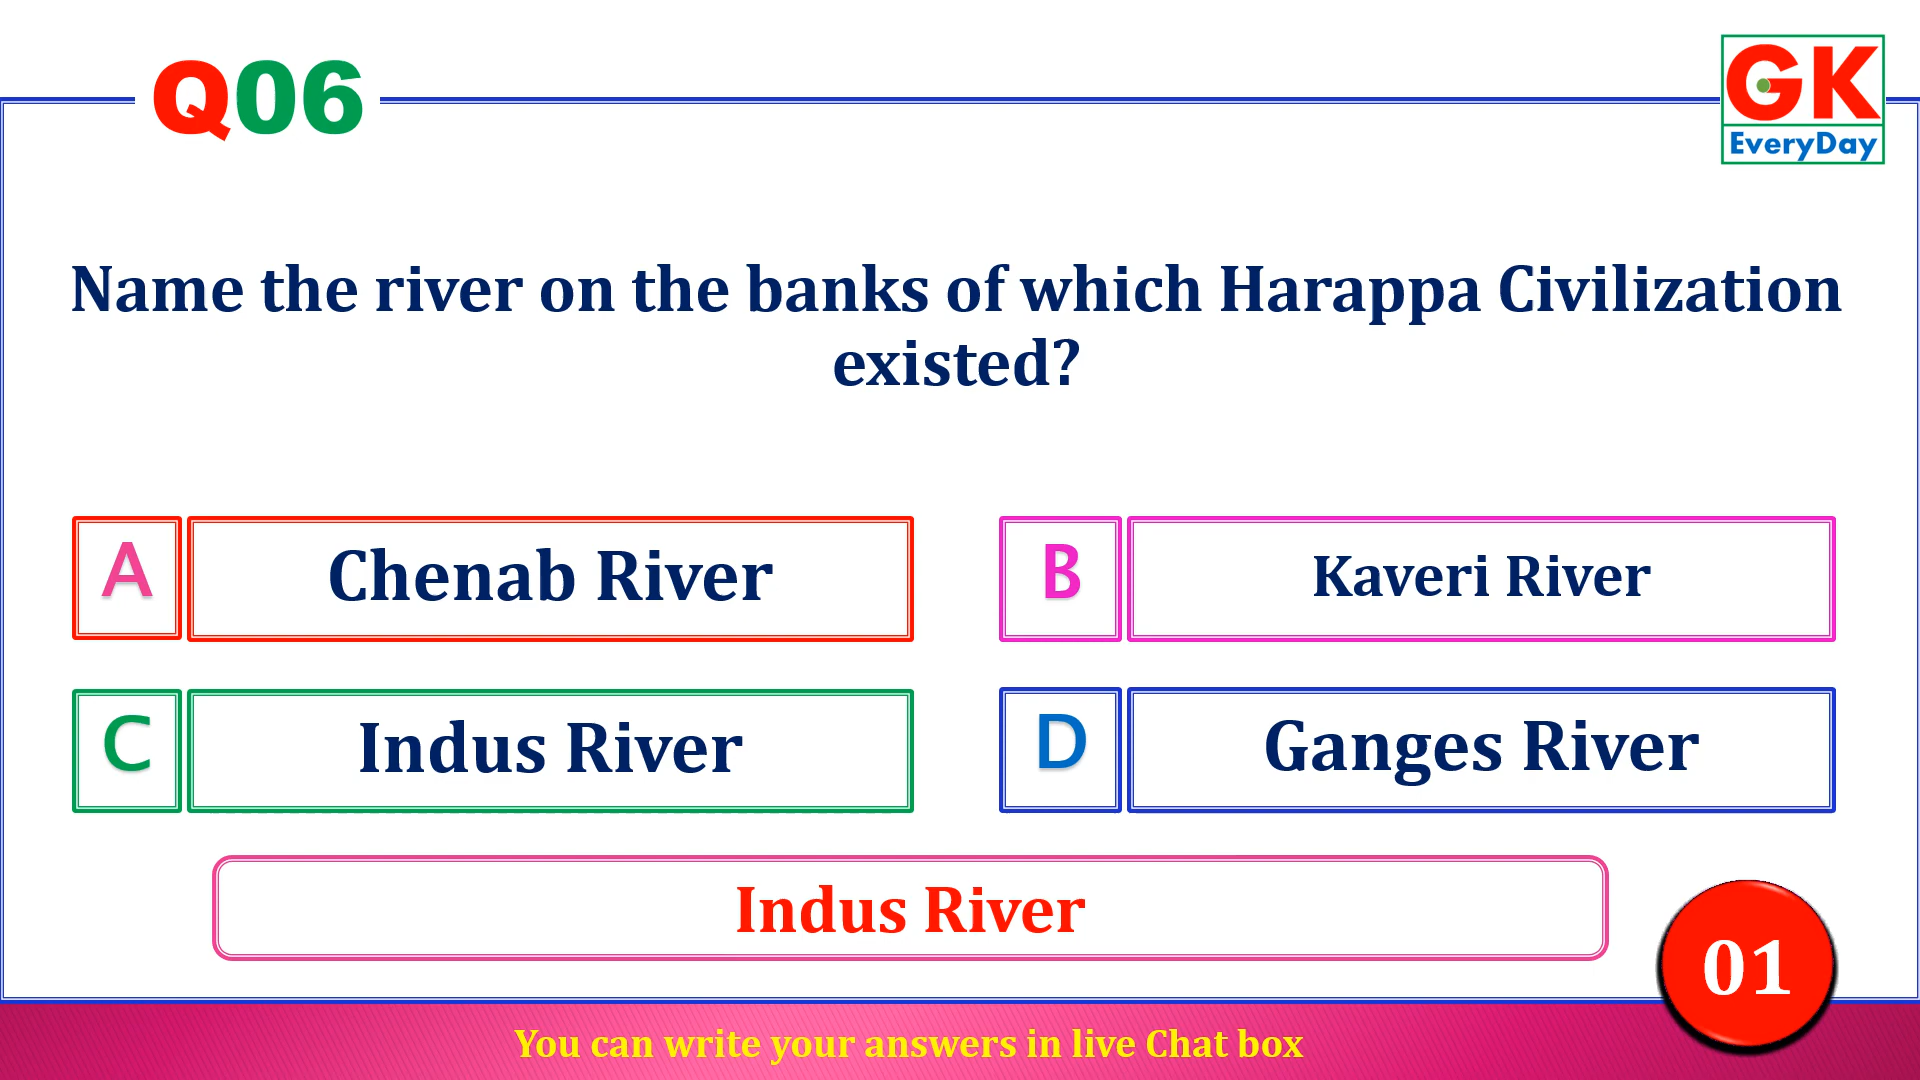 Q06
GK
EveryDay
Name the river on the banks of which Harappa Civilization
existed?
A
Chenab River
B
Kaveri River
C
Indus River
D
Ganges River
Indus River
01
You can write your answers in live Chat box